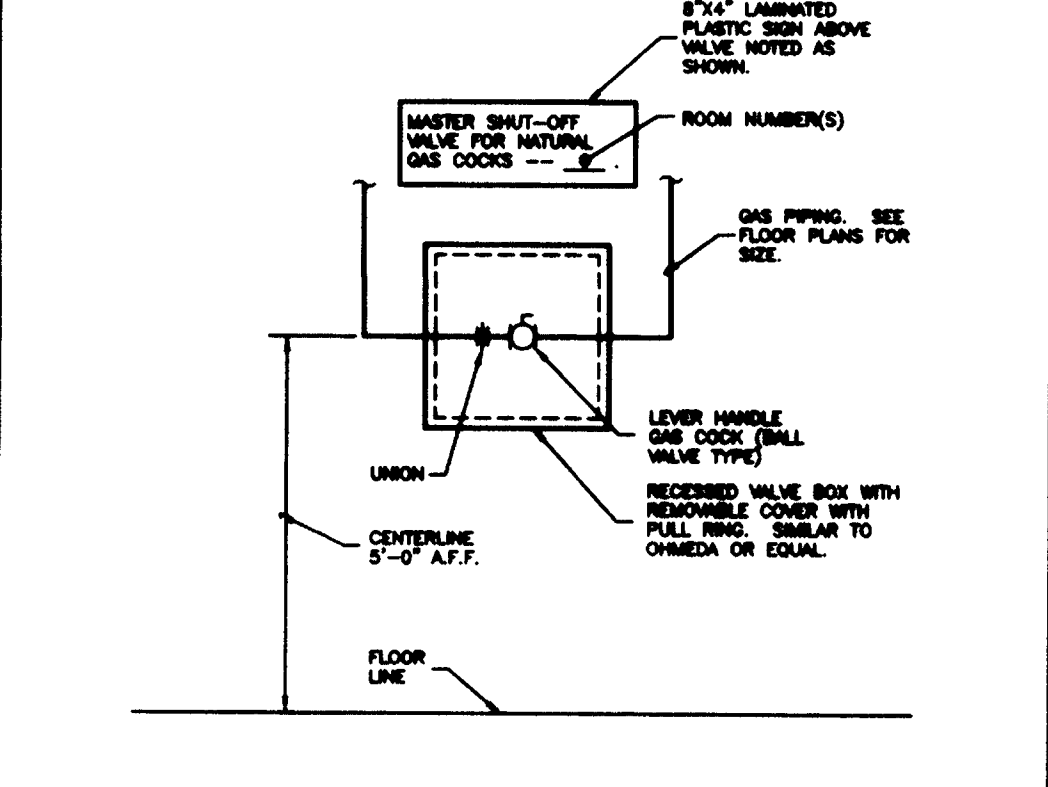 8"X4" LAMINATED
PLASTIC SIGN ABOVE
VALVE NOTED AS
SHOWN.
MASTER SHUT-OFF
VALVE FOR NATURAL
GAS COCKS --
ROOM NUMBER(S)
GAS PIPING. SEE
FLOOR PLANS FOR
SIZE.
LEVER HANDLE
GAS COCK (BALL
VALVE TYPE)
UNION
RECESSED VALVE BOX WITH
REMOVABLE COVER WITH
PULL RING. SIMILAR TO
OHMEDA OR EQUAL.
CENTERLINE
5'-0" A.F.F.
FLOOR
LINE